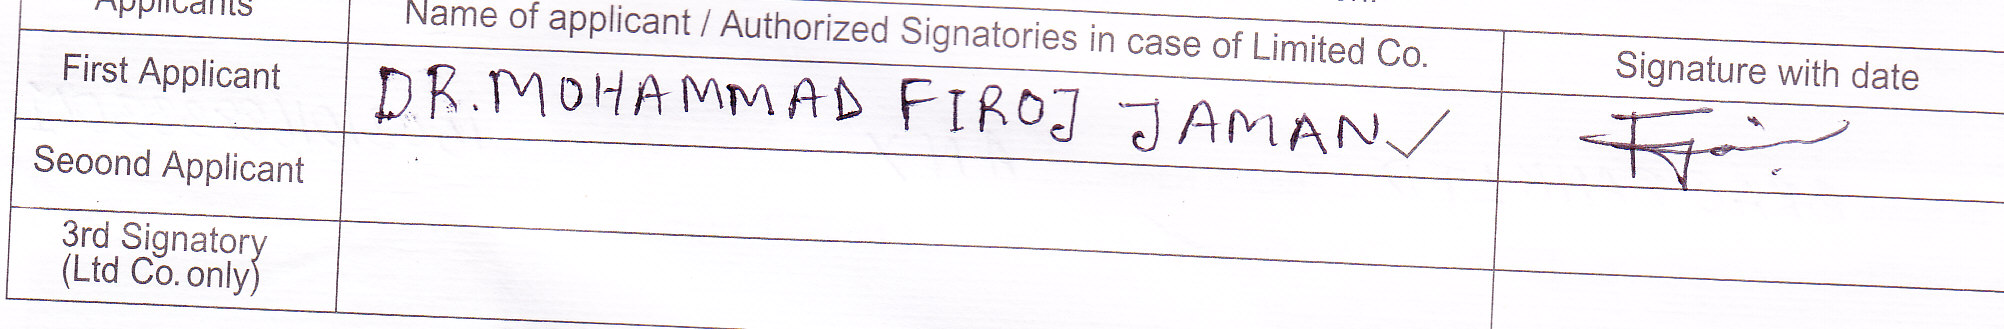 Applicants
Name of applicant / Authorized Signatories in case of Limited Co.
Signature with date
First Applicant
DR. MOHAMMAD FIROJ JAMAN ✓
Seoond Applicant
3rd Signatory
(Ltd Co. only)